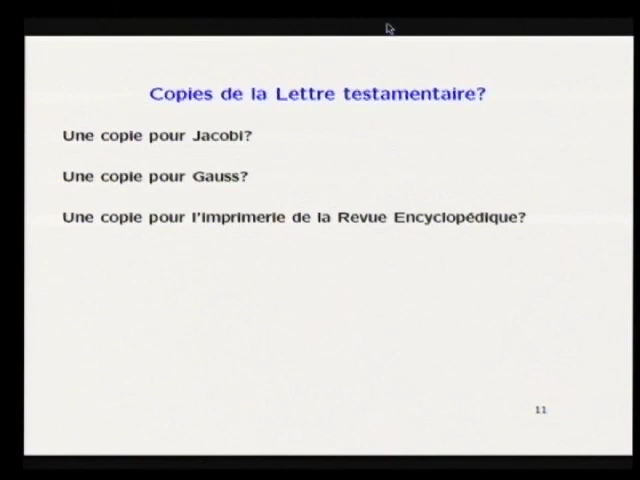 Copies de la Lettre testamentaire?
Une copie pour Jacobi?
Une copie pour Gauss?
Une copie pour l'imprimerie de la Revue Encyclopédique?
11